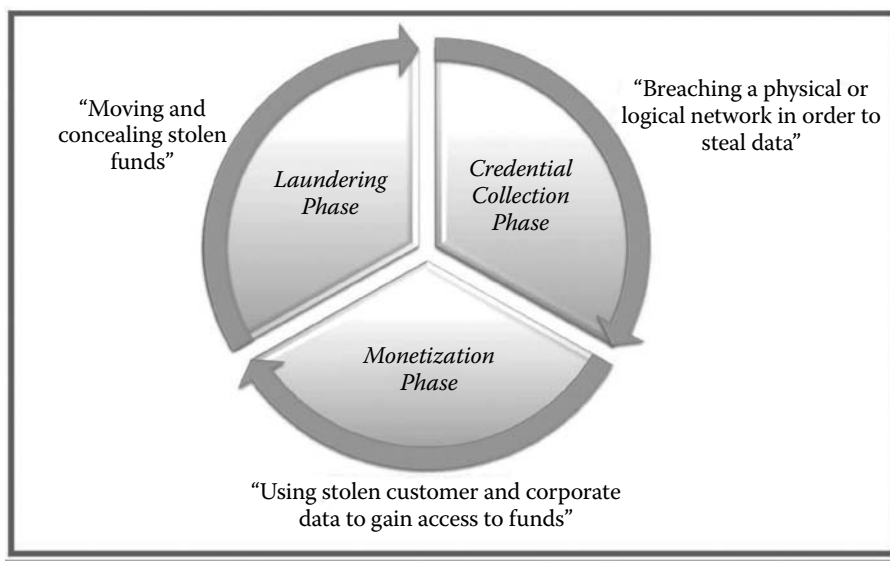 “Moving and
concealing stolen
funds”
Laundering
Phase
“Breaching a physical or
logical network in order to
steal data”
Credential
Collection
Phase
Monetization
Phase
“Using stolen customer and corporate
data to gain access to funds”